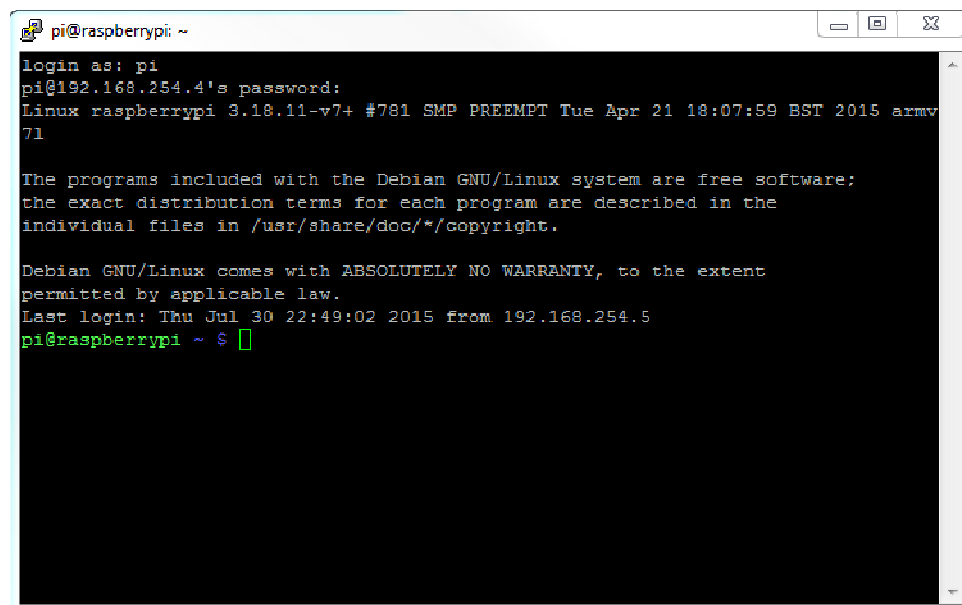 pi@raspberrypi: ~
login as: pi
pi@192.168.254.4's password:
Linux raspberrypi 3.18.11-v7+ #781 SMP PREEMPT Tue Apr 21 18:07:59 BST 2015 armv
7l
The programs included with the Debian GNU/Linux system are free software;
the exact distribution terms for each program are described in the
individual files in /usr/share/doc/*/copyright.
Debian GNU/Linux comes with ABSOLUTELY NO WARRANTY, to the extent
permitted by applicable law.
Last login: Thu Jul 30 22:49:02 2015 from 192.168.254.5
pi@raspberrypi ~ $